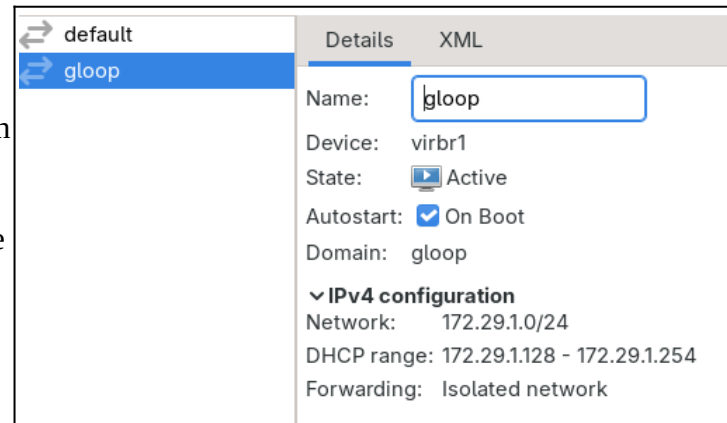 default
gloop
Details XML
Name: gloop
Device: virbr1
State: Active
Autostart: On Boot
Domain: gloop
IPv4 configuration
Network: 172.29.1.0/24
DHCP range: 172.29.1.128 - 172.29.1.254
Forwarding: Isolated network